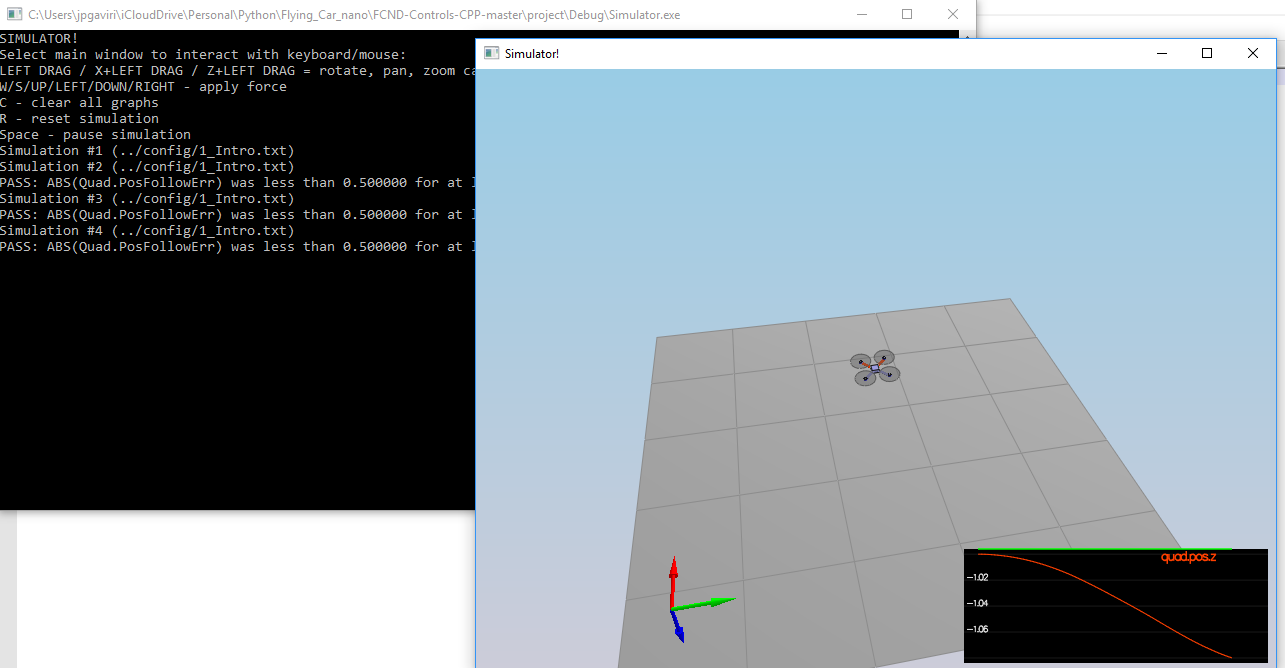 C:\Users\jpgaviri\iCloudDrive\Personal\Python\Flying_Car_nano\FCND-Controls-CPP-master\project\Debug\Simulator.exe
SIMULATOR!
Select main window to interact with keyboard/mouse:
LEFT DRAG / X+LEFT DRAG / Z+LEFT DRAG = rotate, pan, zoom ca
W/S/UP/LEFT/DOWN/RIGHT - apply force
C - clear all graphs
R - reset simulation
Space - pause simulation
Simulation #1 (../config/1_Intro.txt)
Simulation #2 (../config/1_Intro.txt)
PASS: ABS(Quad.PosFollowErr) was less than 0.500000 for at
Simulation #3 (../config/1_Intro.txt)
PASS: ABS(Quad.PosFollowErr) was less than 0.500000 for at
Simulation #4 (../config/1_Intro.txt)
PASS: ABS(Quad.PosFollowErr) was less than 0.500000 for at
Simulator!
quad.pos.z
−1.02
−1.04
−1.06